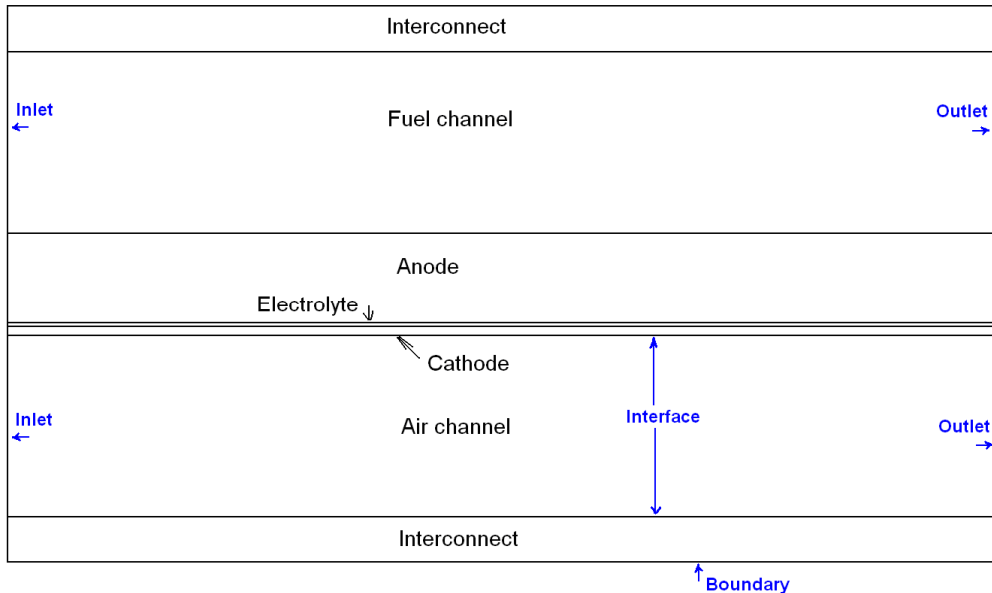 Interconnect
Inlet
Fuel channel
Outlet
Anode
Electrolyte
Cathode
Inlet
Air channel
Interface
Outlet
Interconnect
Boundary